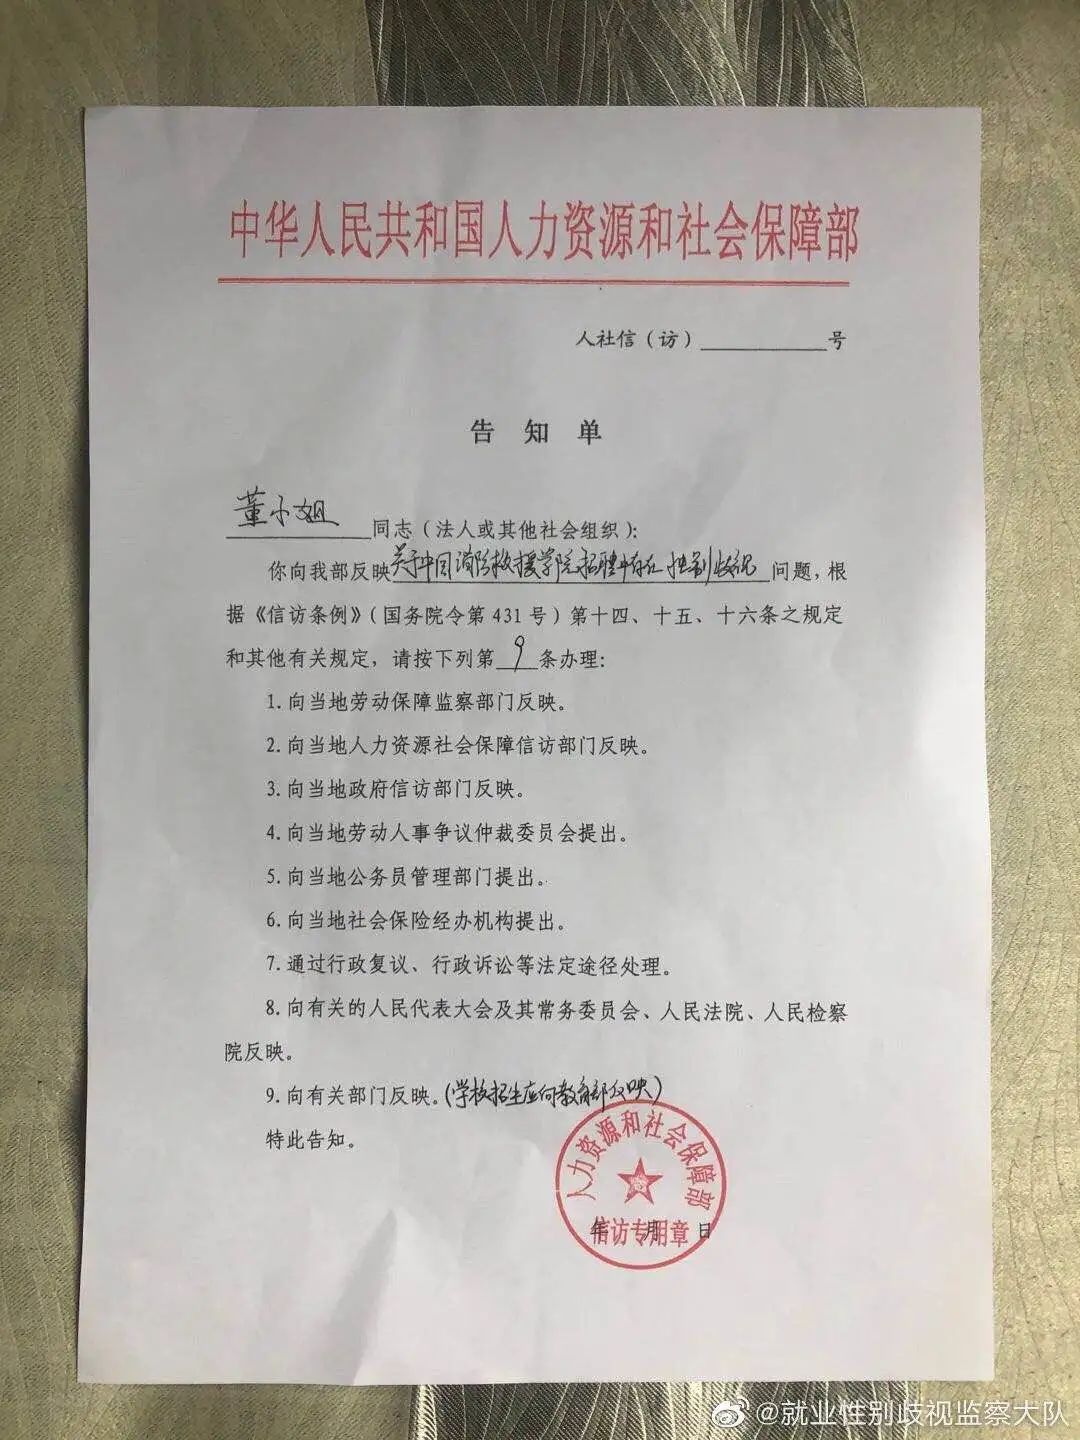 中华人民共和国人力资源和社会保障部
人社信（访）____________号
告 知 单
董小姐 同志（法人或其他社会组织）：
你向我部反映关于中国消防救援学院招聘中存在性别歧视问题，根
据《信访条例》（国务院令第 431 号）第十四、十五、十六条之规定
和其他有关规定，请按下列第 9 条办理：
1.向当地劳动保障监察部门反映。
2.向当地人力资源社会保障信访部门反映。
3.向当地政府信访部门反映。
4.向当地劳动人事争议仲裁委员会提出。
5.向当地公务员管理部门提出。
6.向当地社会保险经办机构提出。
7.通过行政复议、行政诉讼等法定途径处理。
8.向有关的人民代表大会及其常务委员会、人民法院、人民检察
院反映。
9.向有关部门反映。（学校招生应向教育部反映）
特此告知。
人力资源和社会保障部
年 月 日
信访专用章
@就业性别歧视监察大队